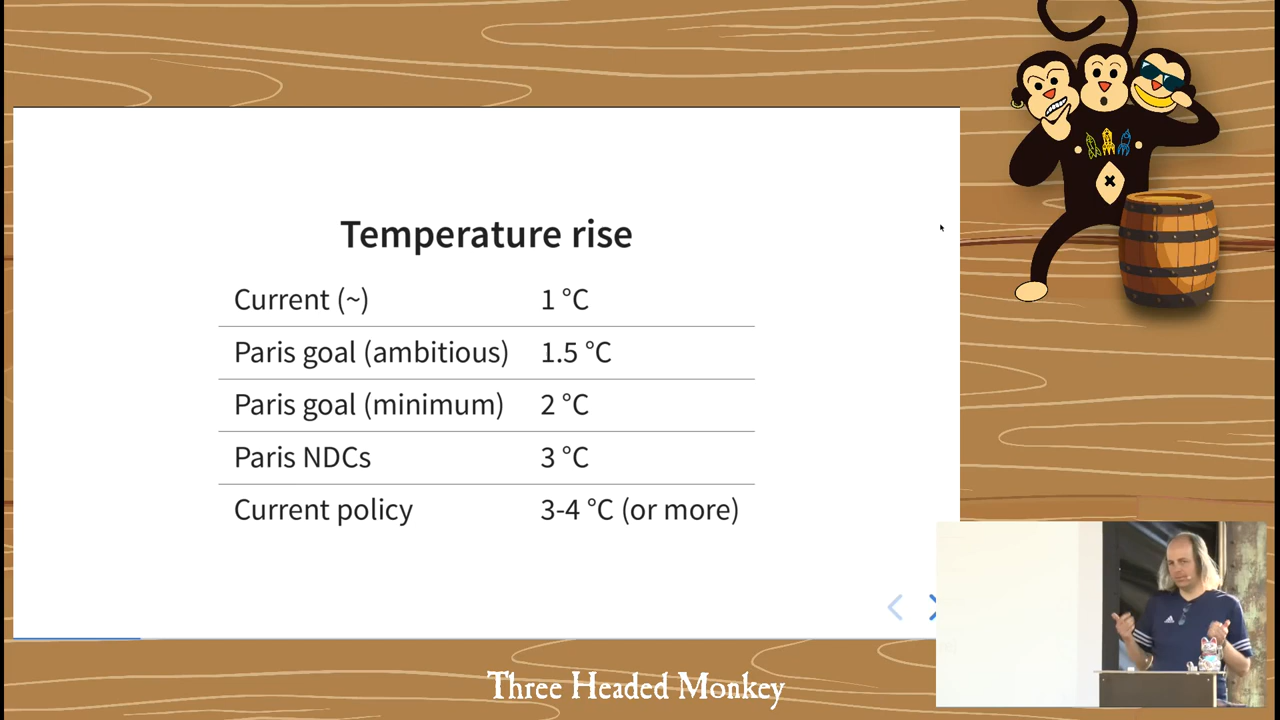 Temperature rise
Current (~) 1 °C
Paris goal (ambitious) 1.5 °C
Paris goal (minimum) 2 °C
Paris NDCs 3 °C
Current policy 3-4 °C (or more)
Three Headed Monkey